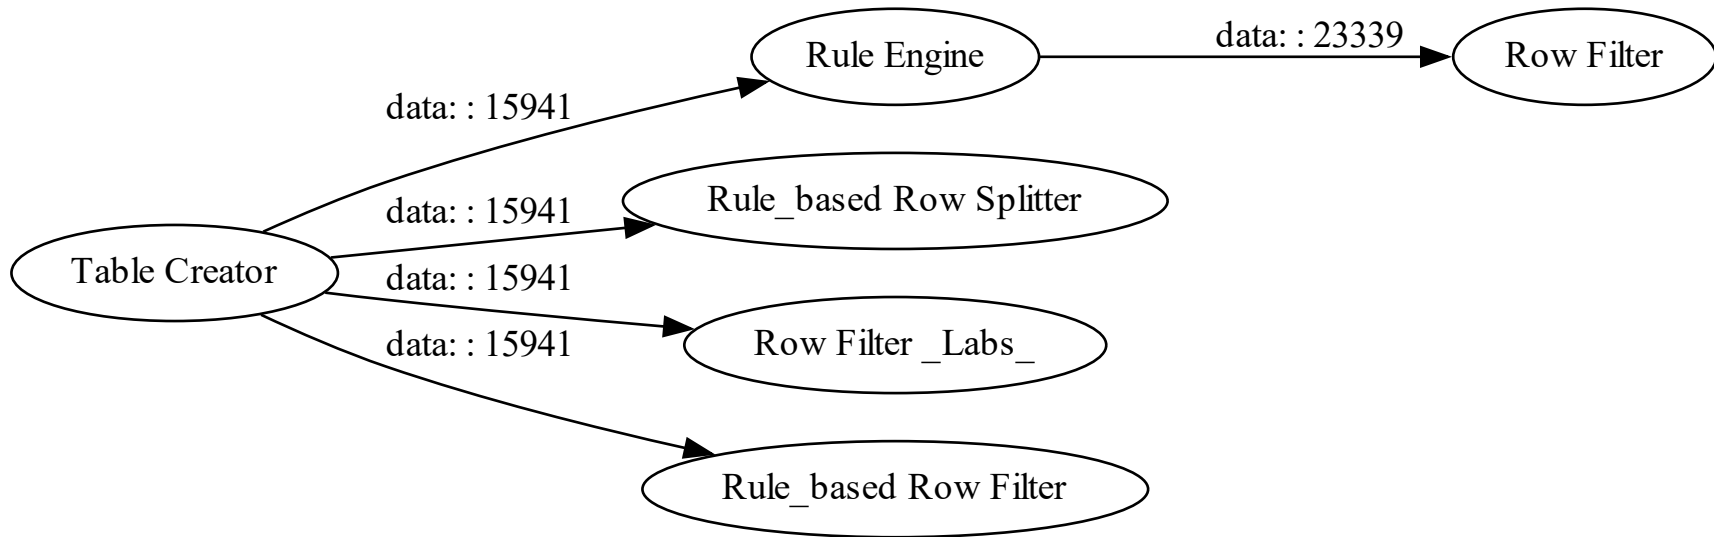 Rule Engine
data: : 23339
Row Filter
data: : 15941
Rule_based Row Splitter
data: : 15941
Table Creator
data: : 15941
Row Filter _Labs_
data: : 15941
Rule_based Row Filter